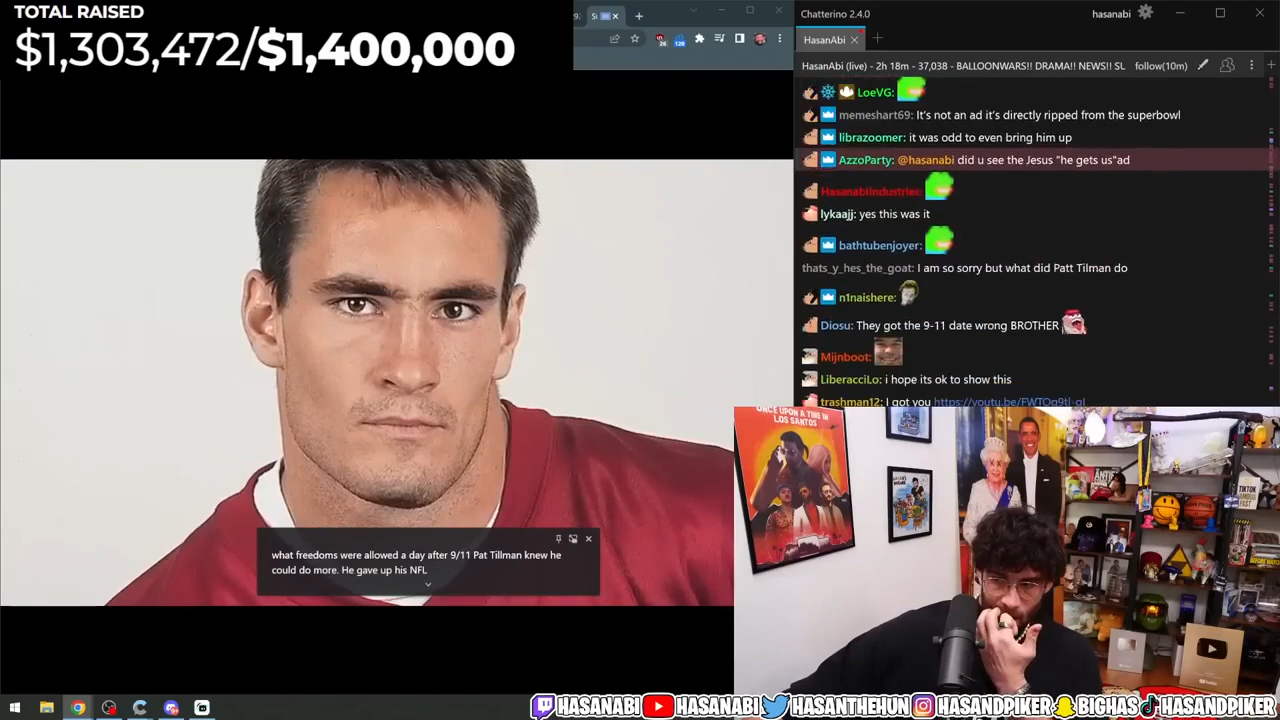 TOTAL RAISED
$1,303,472/$1,400,000
Chatterino 2.4.0
hasanabi
HasanAbi
HasanAbi (live) - 2h 18m - 37,038 - BALLOONWARS!! DRAMA!! NEWS!! SL
follow(10m)
LoeVG:
memeshart69: It's not an ad it's directly ripped from the superbowl
librazoomer: it was odd to even bring him up
AzzoParty: @hasanabi did u see the Jesus "he gets us"ad
HasanabiIndustries:
lykaajj: yes this was it
bathtubenjoyer:
thats_y_hes_the_goat: I am so sorry but what did Patt Tilman do
n1naishere:
Diosu: They got the 9-11 date wrong BROTHER
Mijnboot:
LiberacciLo: i hope its ok to show this
trashman12: I got you
what freedoms were allowed a day after 9/11 Pat Tillman knew he
could do more. He gave up his NFL
ONCE UPON A TIME IN
LOS SANTOS
HASANABI
HASANABI
HASANTHEHUN
HASANDPIKER
BIGHAS
HASANDPIKER